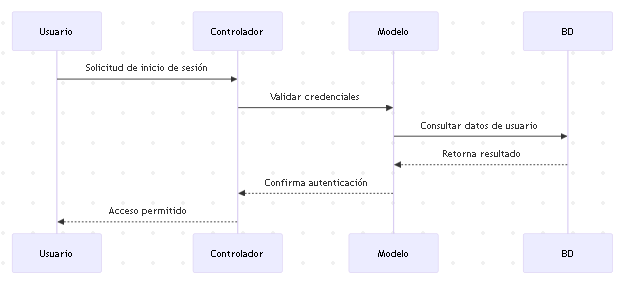 Usuario
Controlador
Modelo
BD
Solicitud de inicio de sesión
Validar credenciales
Consultar datos de usuario
Retorna resultado
Confirma autenticación
Acceso permitido
Usuario
Controlador
Modelo
BD